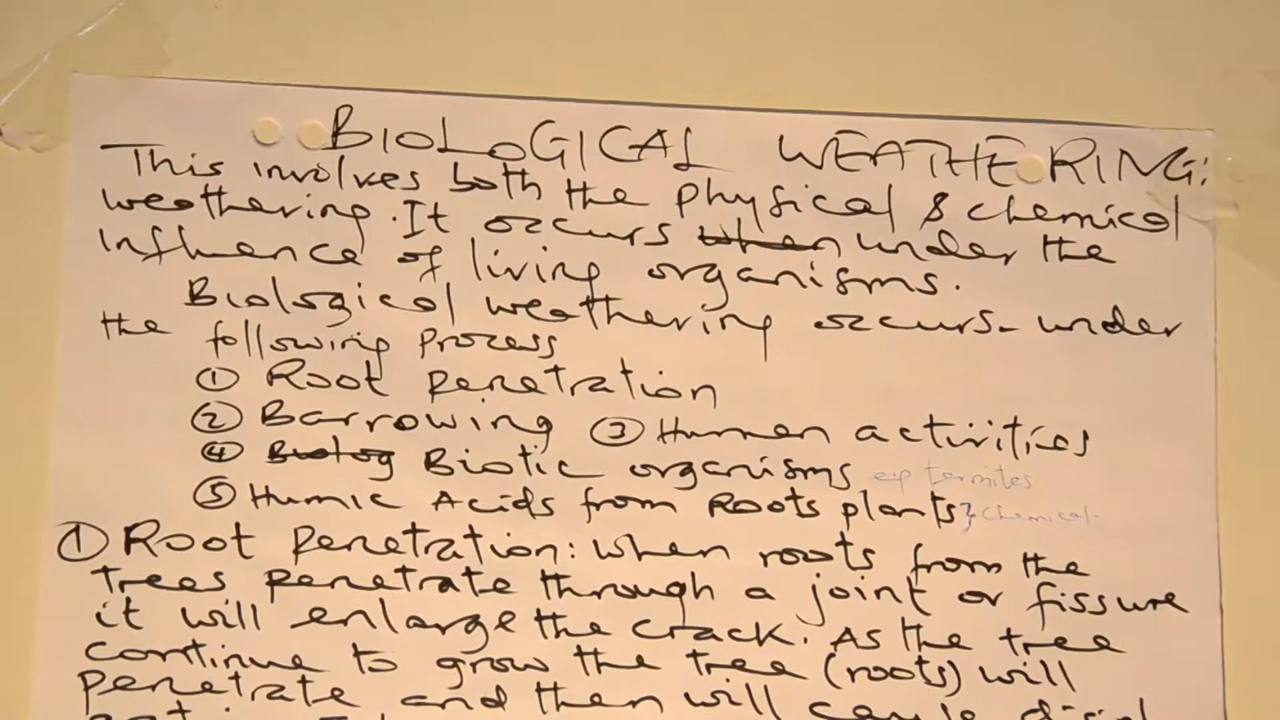 BIOLOGICAL WEATHERING:
This involves both the physical & chemical
weathering. It occurs when under the
influence of living organisms.
Biological weathering occurs under
the following process
① Root penetration
② Barrowing ③ Human activities
④ Biolog Biotic organisms eg termites
⑤ Humic Acids from Roots plants} chemical.
① Root penetration: when roots from the
trees penetrate through a joint or fissure
it will enlarge the crack. As the tree
continue to grow the tree (roots) will
penetrate and then will